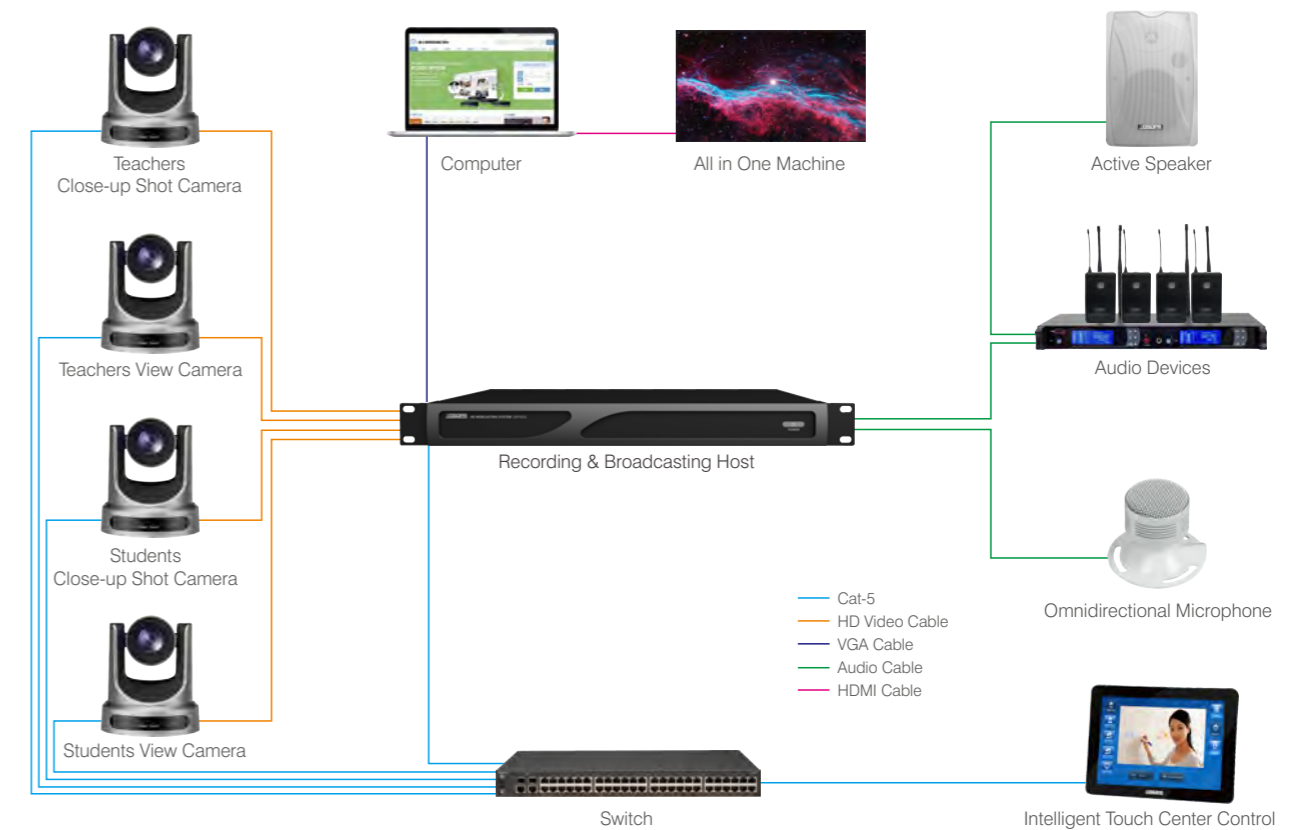 Teachers
Close-up Shot Camera
Computer
All in One Machine
Active Speaker
Teachers View Camera
Audio Devices
Recording & Broadcasting Host
Students
Close-up Shot Camera
Omnidirectional Microphone
Cat-5
HD Video Cable
VGA Cable
Audio Cable
HDMI Cable
Students View Camera
Switch
Intelligent Touch Center Control